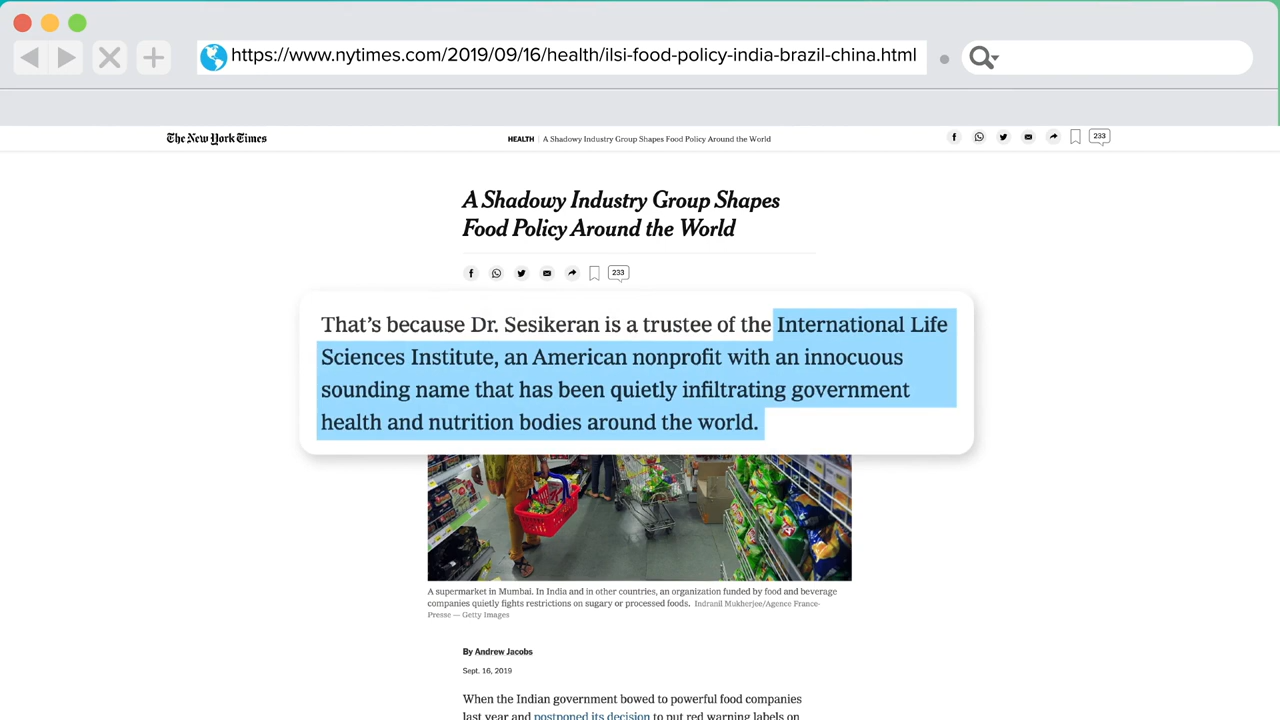 https://www.nytimes.com/2019/09/16/health/ilsi-food-policy-india-brazil-china.html
The New York Times
HEALTH | A Shadowy Industry Group Shapes Food Policy Around the World
233
A Shadowy Industry Group Shapes
Food Policy Around the World
233
That's because Dr. Sesikeran is a trustee of the International Life
Sciences Institute, an American nonprofit with an innocuous
sounding name that has been quietly infiltrating government
health and nutrition bodies around the world.
A supermarket in Mumbai. In India and in other countries, an organization funded by food and beverage
companies quietly fights restrictions on sugary or processed foods. Indranil Mukherjee/Agence France-
Presse — Getty Images
By Andrew Jacobs
Sept. 16, 2019
When the Indian government bowed to powerful food companies
last year and postponed its decision to put red warning labels on